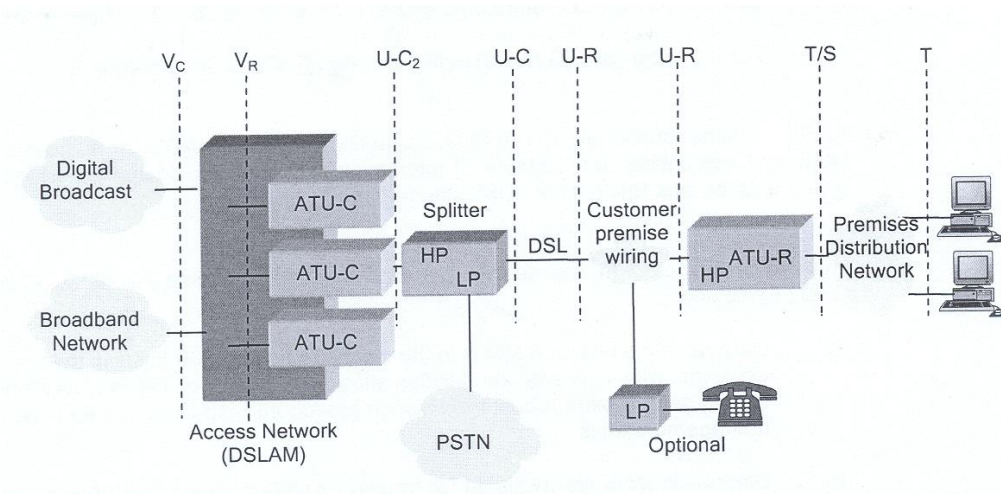 V_C V_R U-C_2 U-C U-R U-R T/S T
Digital
Broadcast
ATU-C
Splitter
Customer
premise
wiring
Premises
Distribution
Network
HP
LP
DSL
ATU-R
HP
ATU-C
Broadband
Network
ATU-C
Access Network
(DSLAM)
PSTN
LP
Optional